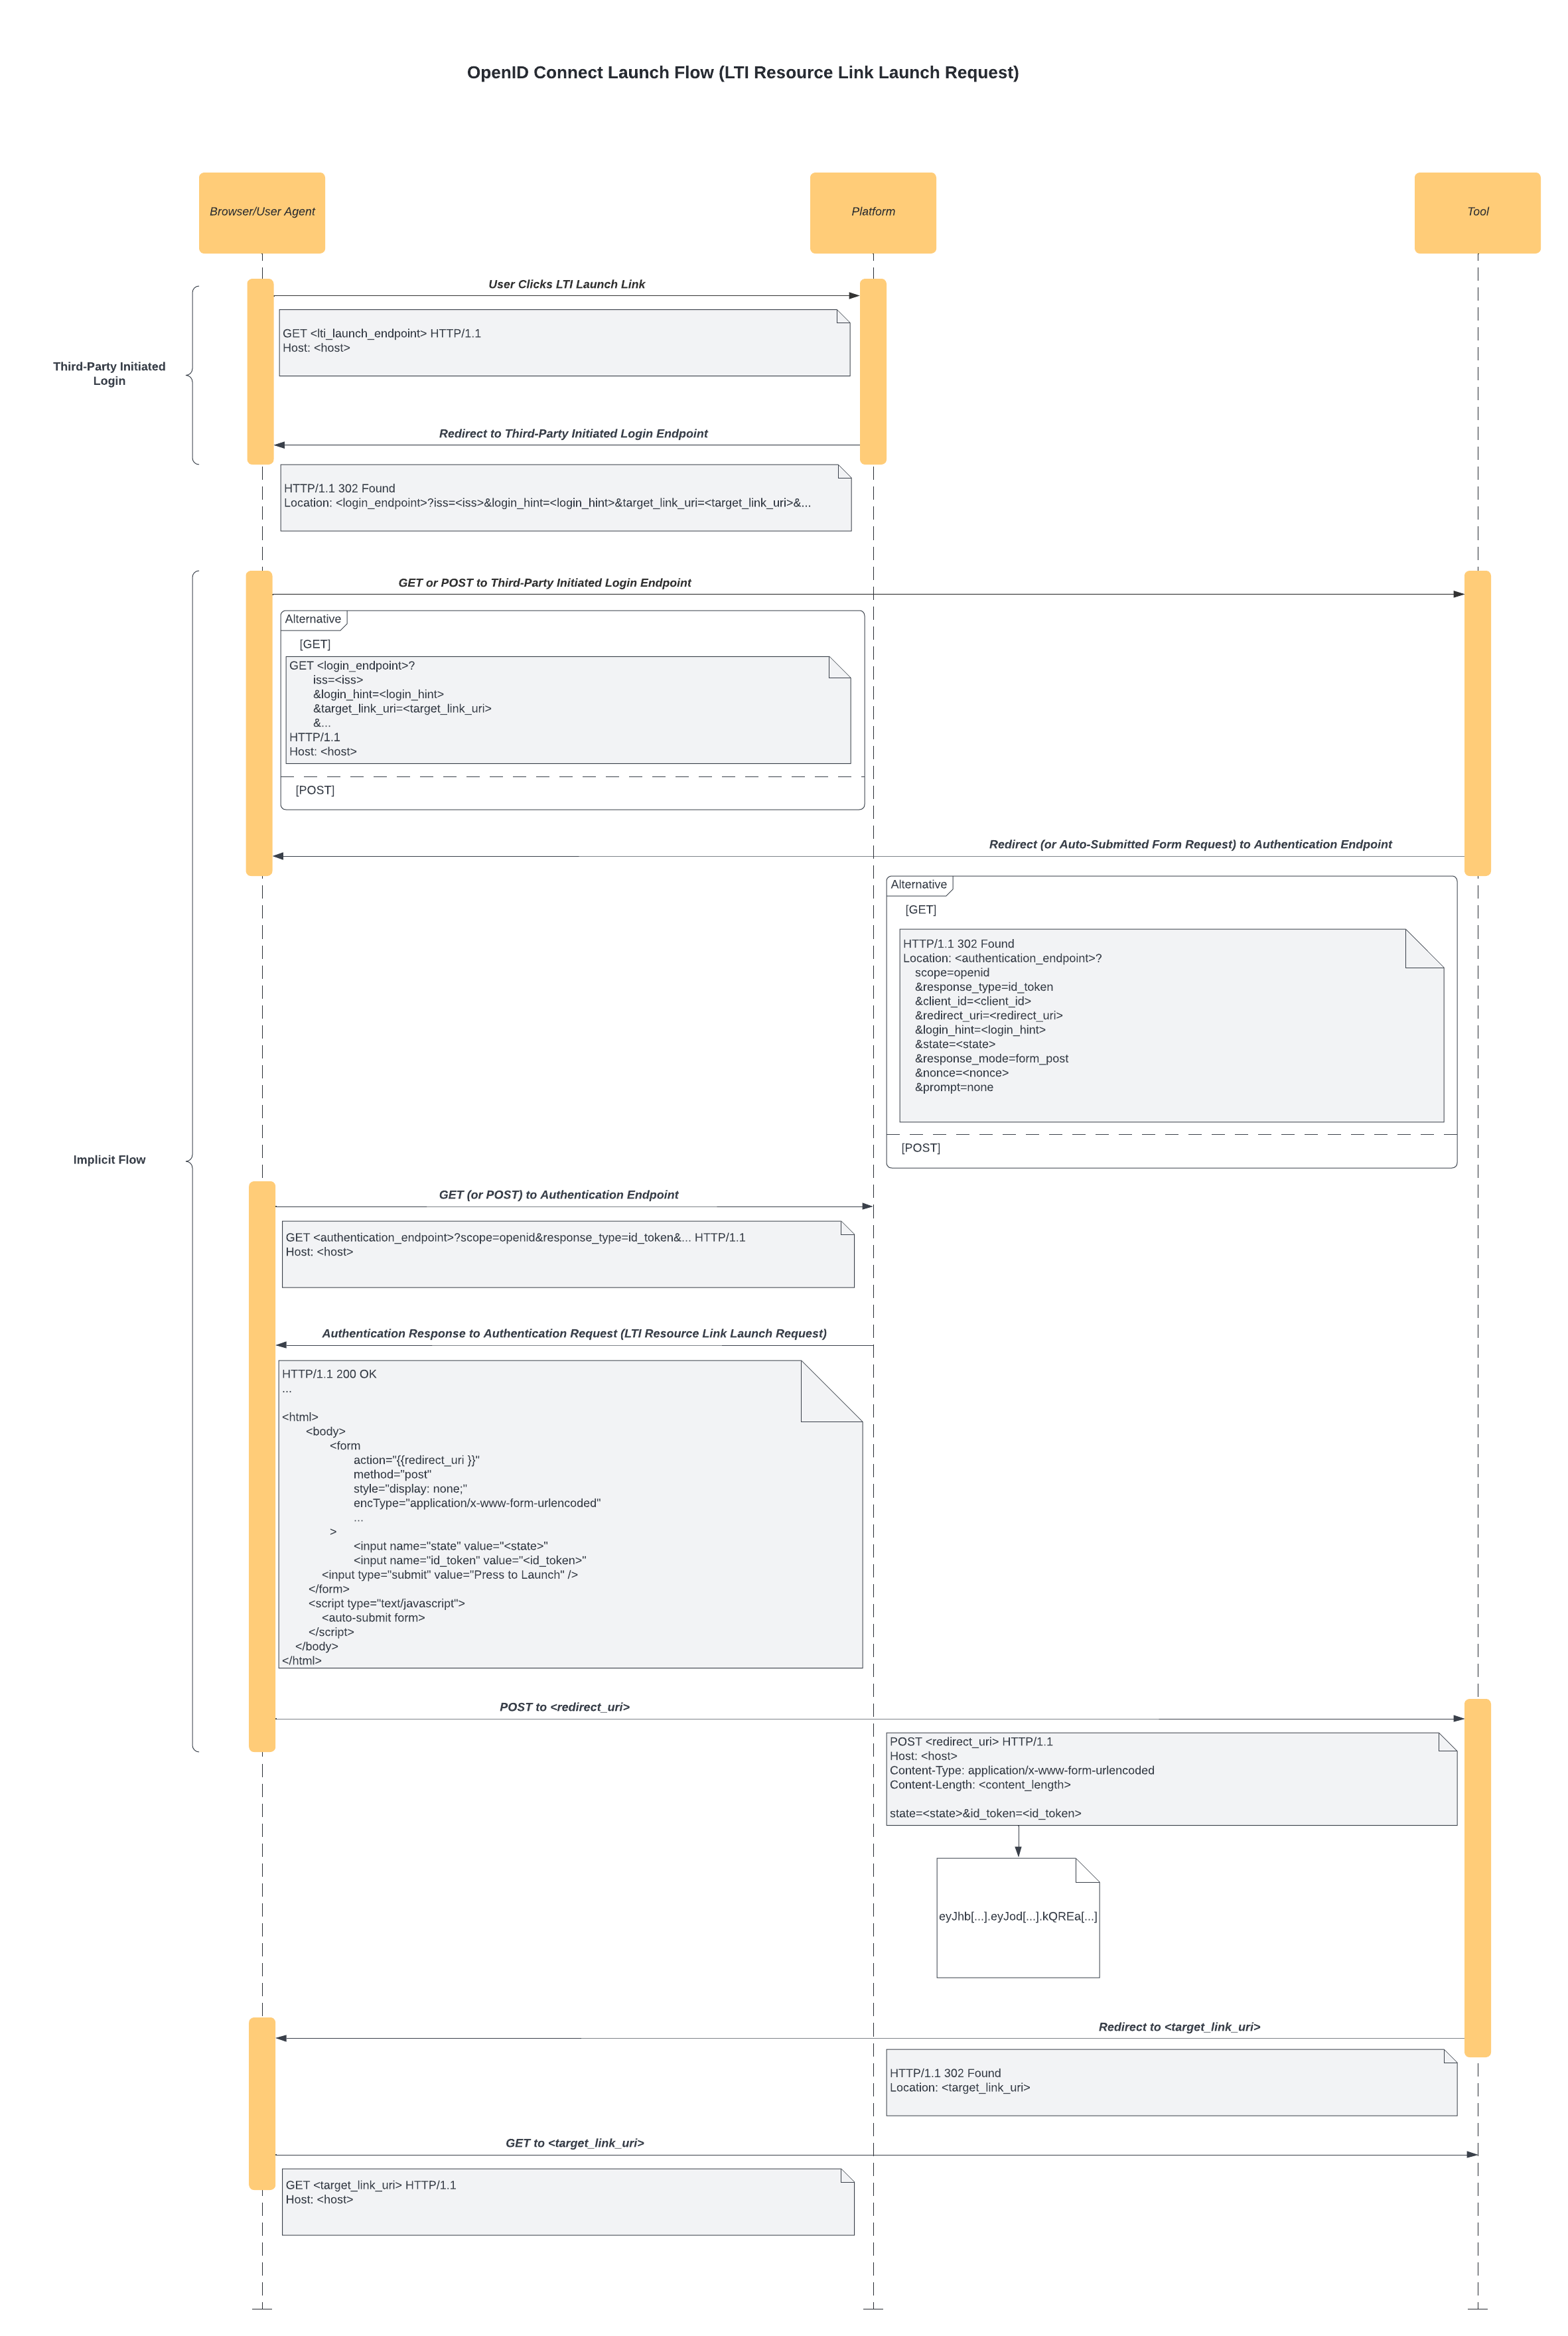 OpenID Connect Launch Flow (LTI Resource Link Launch Request)
Browser/User Agent
Platform
Tool
User Clicks LTI Launch Link
GET <lti_launch_endpoint> HTTP/1.1
Host: <host>
Third-Party Initiated
Login
Redirect to Third-Party Initiated Login Endpoint
HTTP/1.1 302 Found
Location: <login_endpoint>?iss=<iss>&login_hint=<login_hint>&target_link_uri=<target_link_uri>&...
GET or POST to Third-Party Initiated Login Endpoint
Alternative
[GET]
GET <login_endpoint>?
iss=<iss>
&login_hint=<login_hint>
&target_link_uri=<target_link_uri>
&...
HTTP/1.1
Host: <host>
[POST]
Redirect (or Auto-Submitted Form Request) to Authentication Endpoint
Alternative
[GET]
HTTP/1.1 302 Found
Location: <authentication_endpoint>?
scope=openid
&response_type=id_token
&client_id=<client_id>
&redirect_uri=<redirect_uri>
&login_hint=<login_hint>
&state=<state>
&response_mode=form_post
&nonce=<nonce>
&prompt=none
[POST]
Implicit Flow
GET (or POST) to Authentication Endpoint
GET <authentication_endpoint>?scope=openid&response_type=id_token&... HTTP/1.1
Host: <host>
Authentication Response to Authentication Request (LTI Resource Link Launch Request)
HTTP/1.1 200 OK
...
<html>
<body>
<form
action="{{redirect_uri }}"
method="post"
style="display: none;"
encType="application/x-www-form-urlencoded"
...
>
<input name="state" value="<state>"
<input name="id_token" value="<id_token>"
<input type="submit" value="Press to Launch" />
</form>
<script type="text/javascript">
<auto-submit form>
</script>
</body>
</html>
POST to <redirect_uri>
POST <redirect_uri> HTTP/1.1
Host: <host>
Content-Type: application/x-www-form-urlencoded
Content-Length: <content_length>
state=<state>&id_token=<id_token>
eyJhb[...].eyJod[...].kQREa[...]
Redirect to <target_link_uri>
HTTP/1.1 302 Found
Location: <target_link_uri>
GET to <target_link_uri>
GET <target_link_uri> HTTP/1.1
Host: <host>